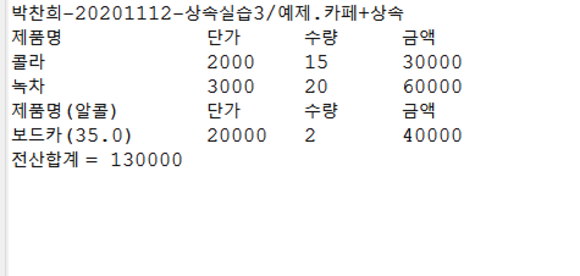 박찬희-20201112-상속실습3/예제.카페+상속
제품명 단가 수량 금액
콜라 2000 15 30000
녹차 3000 20 60000
제품명(알콜) 단가 수량 금액
보드카(35.0) 20000 2 40000
전산합계 = 130000